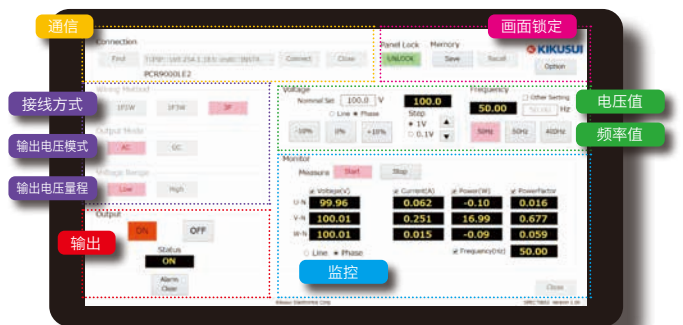 通信
画面锁定
Connection
Panel Lock
Memory
KIKUSUI
Find
Connect
Close
UNLOCK
Save
Recall
Option
PCR9000LE2
接线方式
Wiring Method
1P1W
1P3W
3P
Voltage
Nominal Set
100.0
V
100.0
Line
Phase
Step
1V
0.1V
-10%
0%
+10%
Frequency
50.00
Other Setting
Hz
50Hz
50Hz
400Hz
电压值
频率值
输出电压模式
Output Mode
AC
DC
输出电压量程
Voltage Range
Low
High
Monitor
Measure
Start
Stop
Voltage(V)
Current(A)
Power(W)
PowerFactor
U-N
99.96
0.062
-0.10
0.016
V-N
100.01
0.251
16.99
0.677
W-N
100.01
0.015
-0.09
0.059
Line
Phase
Frequency(Hz)
50.00
监控
Close
输出
Output
ON
OFF
Status
ON
Alarm
Clear